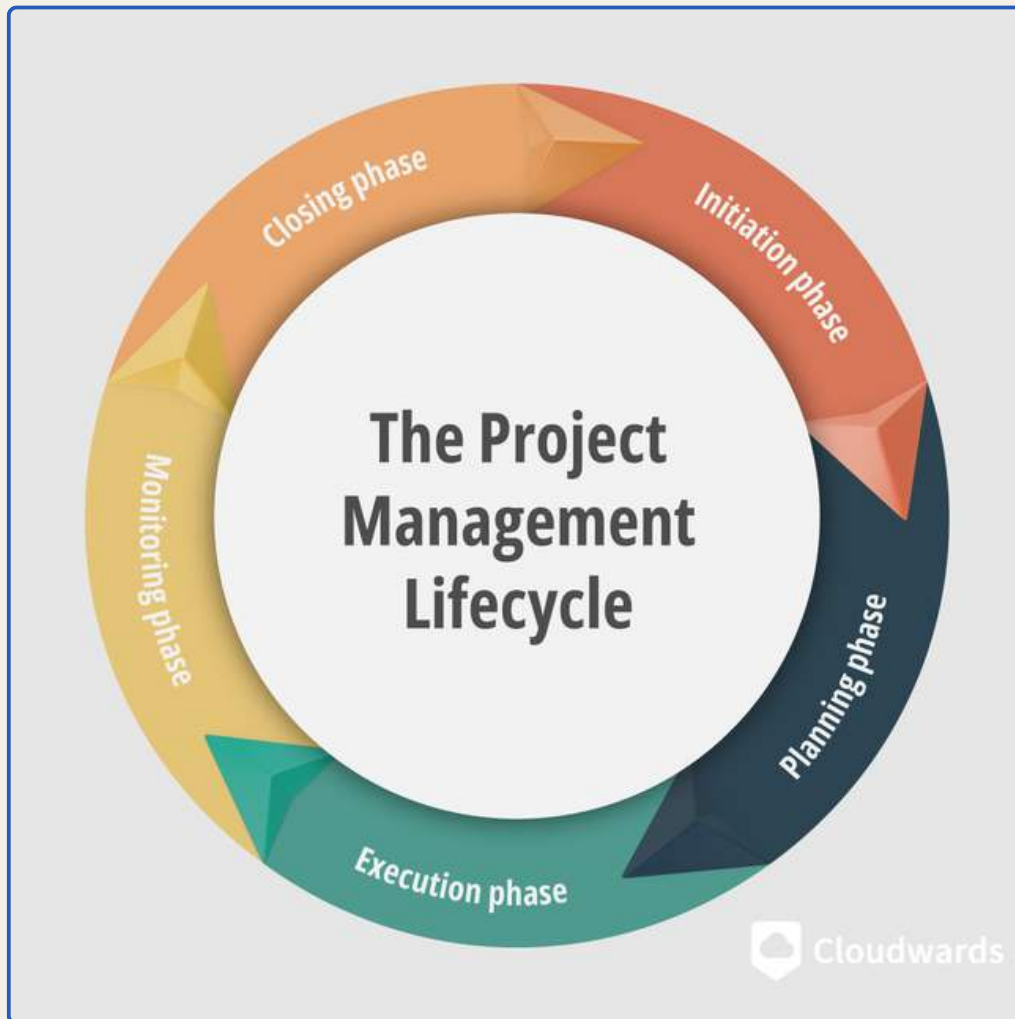 The Project
Management
Lifecycle
Initiation phase
Planning phase
Execution phase
Monitoring phase
Closing phase
Cloudwards